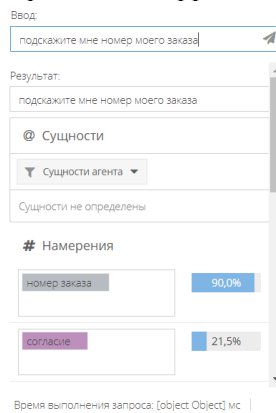 Ввод:
подскажите мне номер моего заказа
Результат:
подскажите мне номер моего заказа
@ Сущности
Сущности агента
Сущности не определены
# Намерения
номер заказа 90,0%
согласие 21,5%
Время выполнения запроса: [object Object] мс